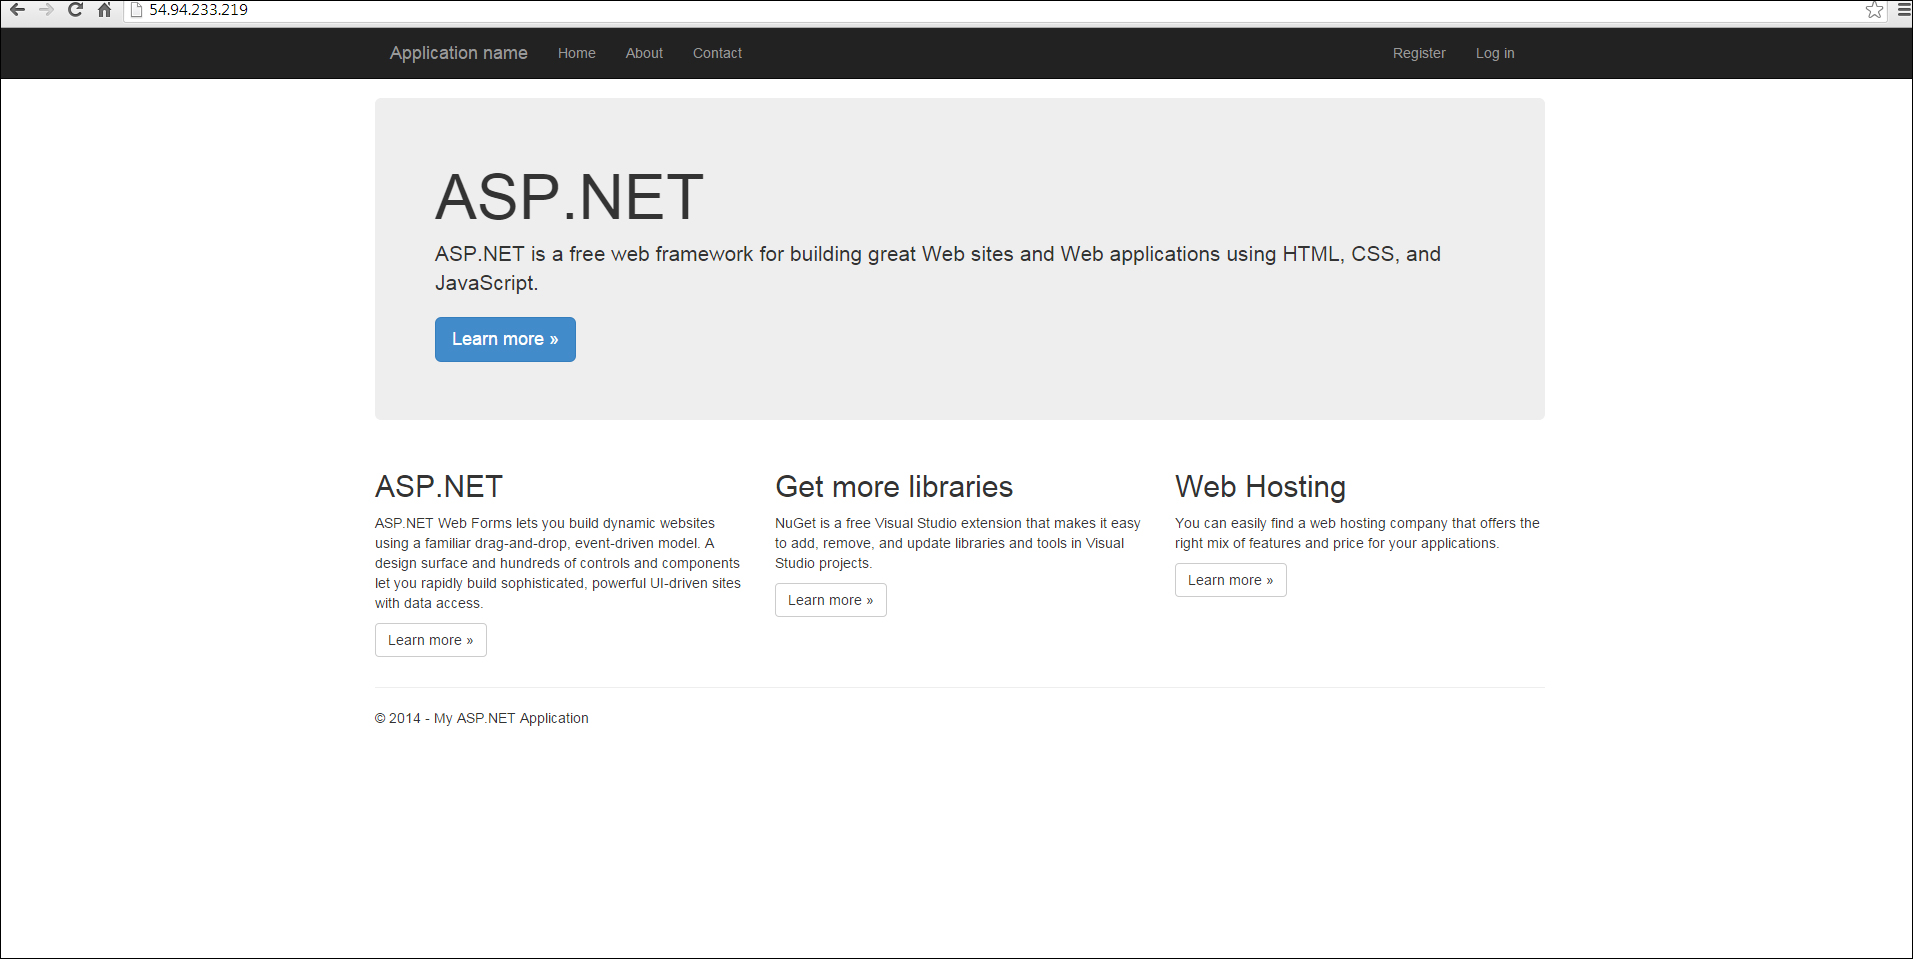 54.94.233.219
Application name Home About Contact Register Log in
ASP.NET
ASP.NET is a free web framework for building great Web sites and Web applications using HTML, CSS, and
JavaScript.
Learn more »
ASP.NET
ASP.NET Web Forms lets you build dynamic websites
using a familiar drag-and-drop, event-driven model. A
design surface and hundreds of controls and components
let you rapidly build sophisticated, powerful UI-driven sites
with data access.
Learn more »
Get more libraries
NuGet is a free Visual Studio extension that makes it easy
to add, remove, and update libraries and tools in Visual
Studio projects.
Learn more »
Web Hosting
You can easily find a web hosting company that offers the
right mix of features and price for your applications.
Learn more »
© 2014 - My ASP.NET Application